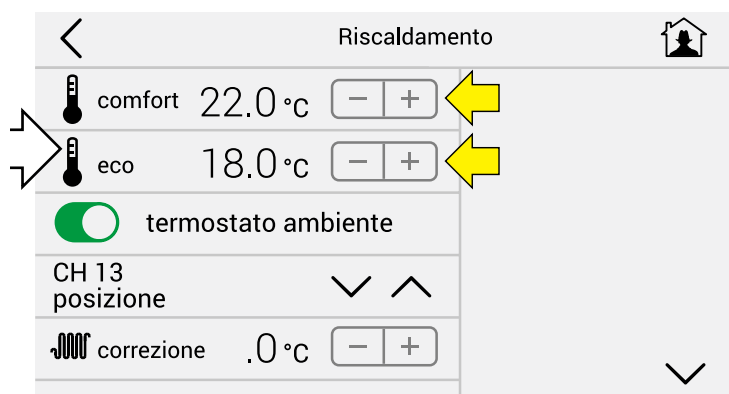 Riscaldamento
comfort 22.0 °C
eco 18.0 °C
termostato ambiente
CH 13
posizione
correzione .0 °C